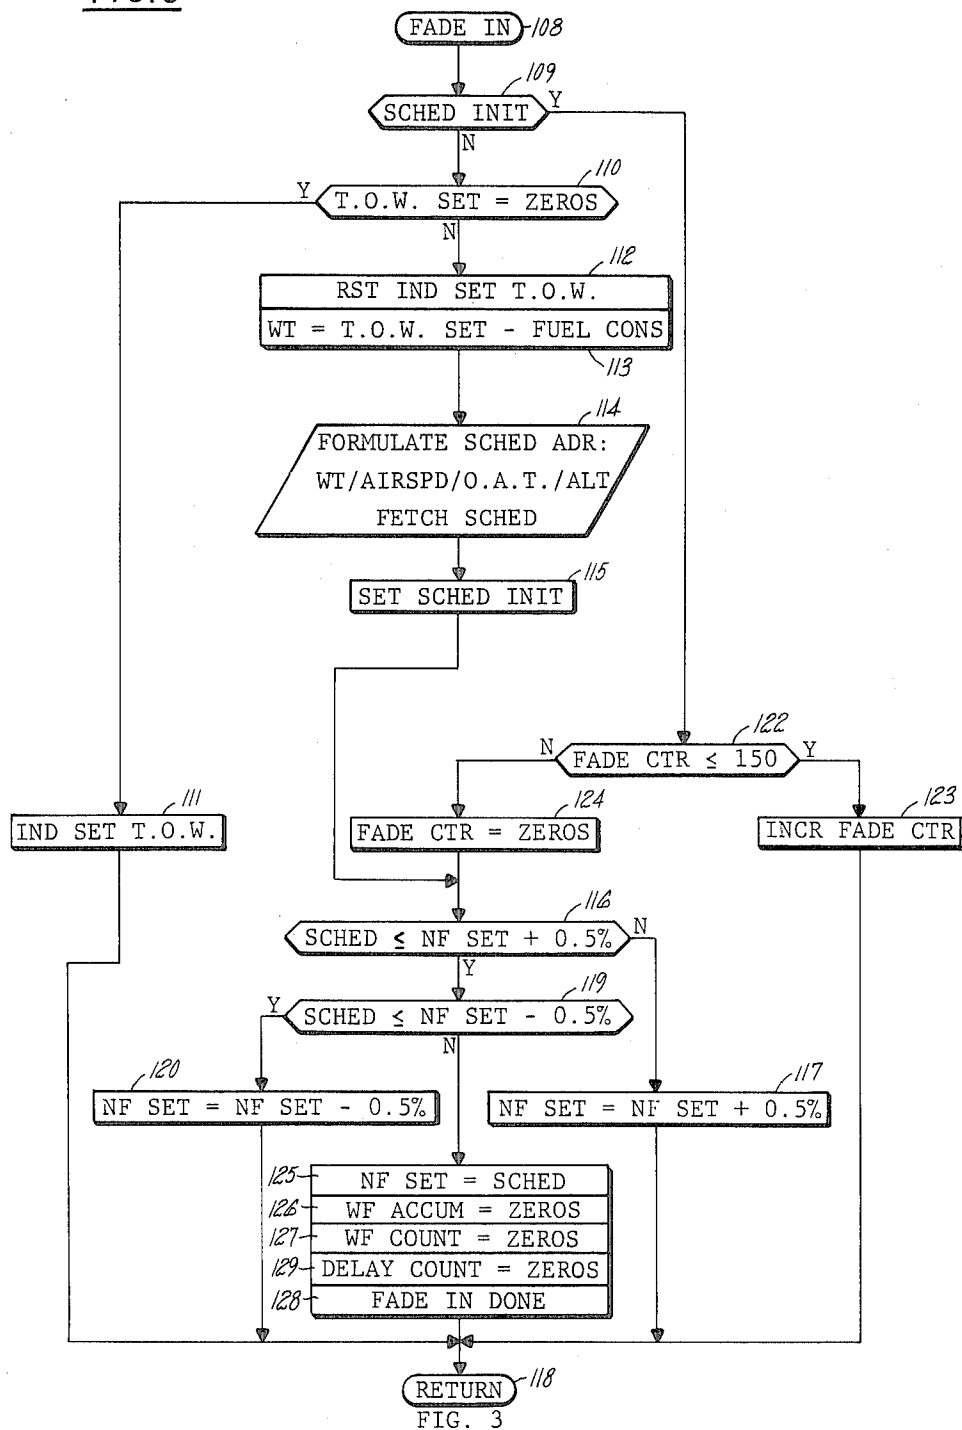 FADE IN 108
109
SCHED INIT Y
N
110
Y T.O.W. SET = ZEROS
N
112
RST IND SET T.O.W.
WT = T.O.W. SET - FUEL CONS
113
114
FORMULATE SCHED ADR:
WT/AIRSPD/O.A.T./ALT
FETCH SCHED
115
SET SCHED INIT
122
N FADE CTR ≤ 150 Y
111
IND SET T.O.W.
124
FADE CTR = ZEROS
123
INCR FADE CTR
116
SCHED ≤ NF SET + 0.5% N
Y
119
Y SCHED ≤ NF SET - 0.5%
N
120
NF SET = NF SET - 0.5%
117
NF SET = NF SET + 0.5%
125 NF SET = SCHED
126 WF ACCUM = ZEROS
127 WF COUNT = ZEROS
129 DELAY COUNT = ZEROS
128 FADE IN DONE
RETURN 118
FIG. 3